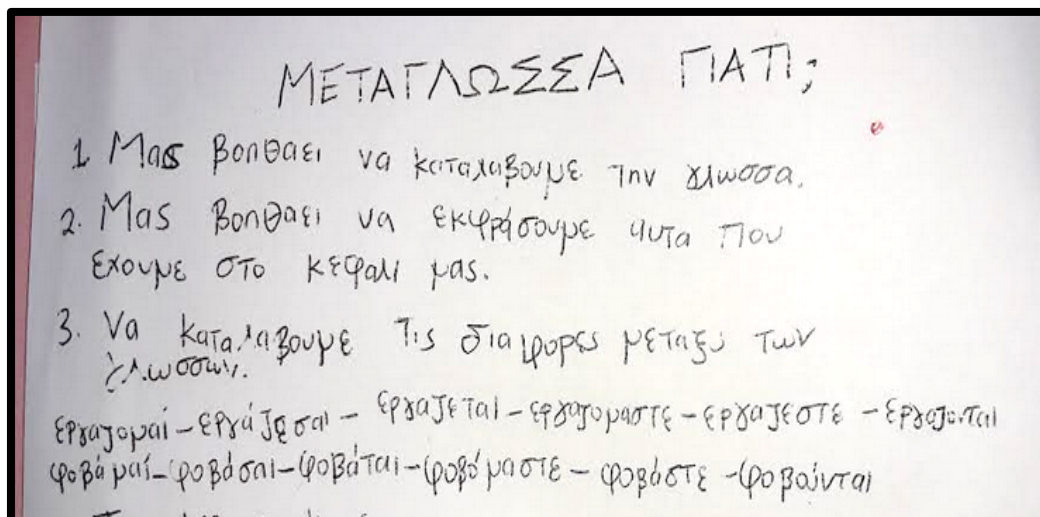 ΜΕΤΑΓΛΩΣΣΑ ΓΙΑΤΙ;
1. Μας βοηθαει να καταλαβουμε την γλωσσα.
2. Μας βοηθαει να εκφράσουμε αυτα που
εχουμε στο κεφαλι μας.
3. Να καταλαβουμε τις διαφορες μεταξύ των
γλωσσων.
εργαζομαι – εργάζεσαι – εργαζεται – εργαζομαστε – εργαζεστε – εργαζονται
φοβάμαι – φοβάσαι – φοβάται – φοβόμαστε – φοβάστε – φοβούνται